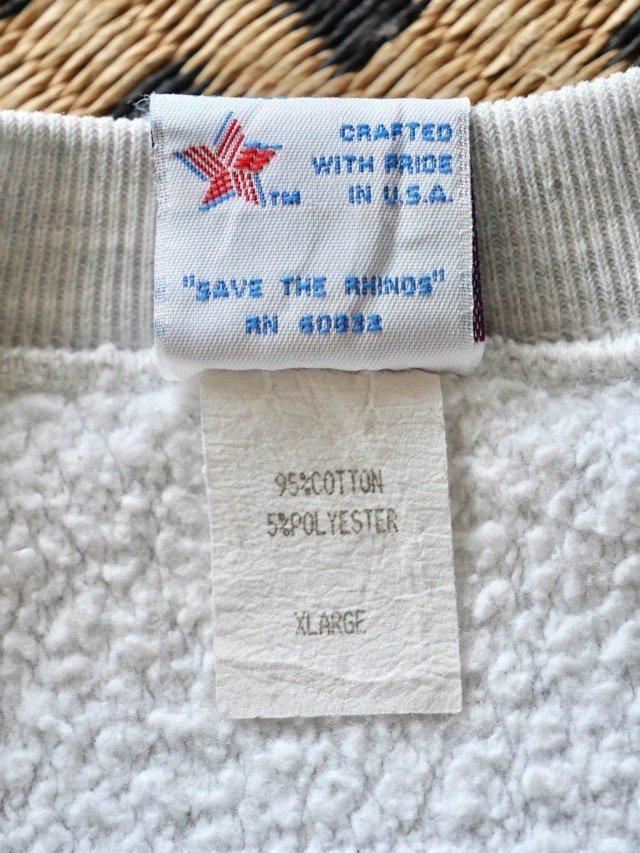 CRAFTED
WITH PRIDE
IN U.S.A.
TM
"SAVE THE RHINOS"
RN 60932
95%COTTON
5%POLYESTER
XLARGE